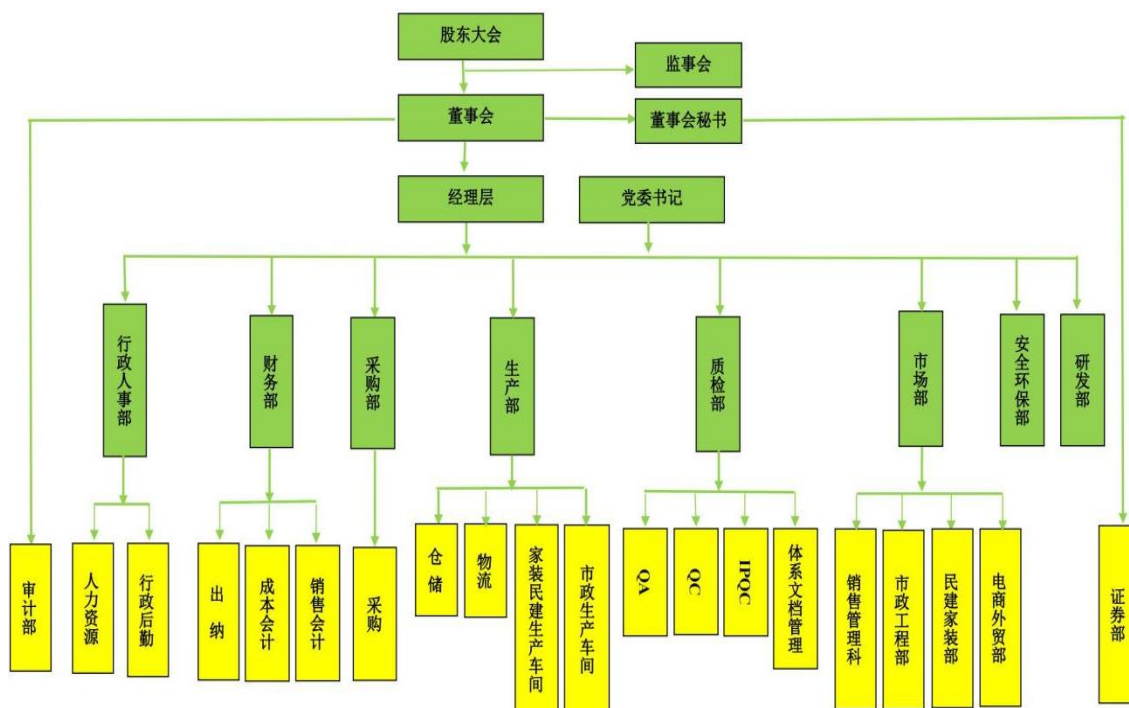 股东大会
监事会
董事会
董事会秘书
经理层
党委书记
行政人事部
财务部
采购部
生产部
质检部
市场部
安全环保部
研发部
审计部
人力资源
行政后勤
出纳
成本会计
销售会计
采购
仓储
物流
家装民建生产车间
市政生产车间
QA
QC
IPQC
体系文档管理
销售管理科
市政工程部
民建家装部
电商外贸部
证券部